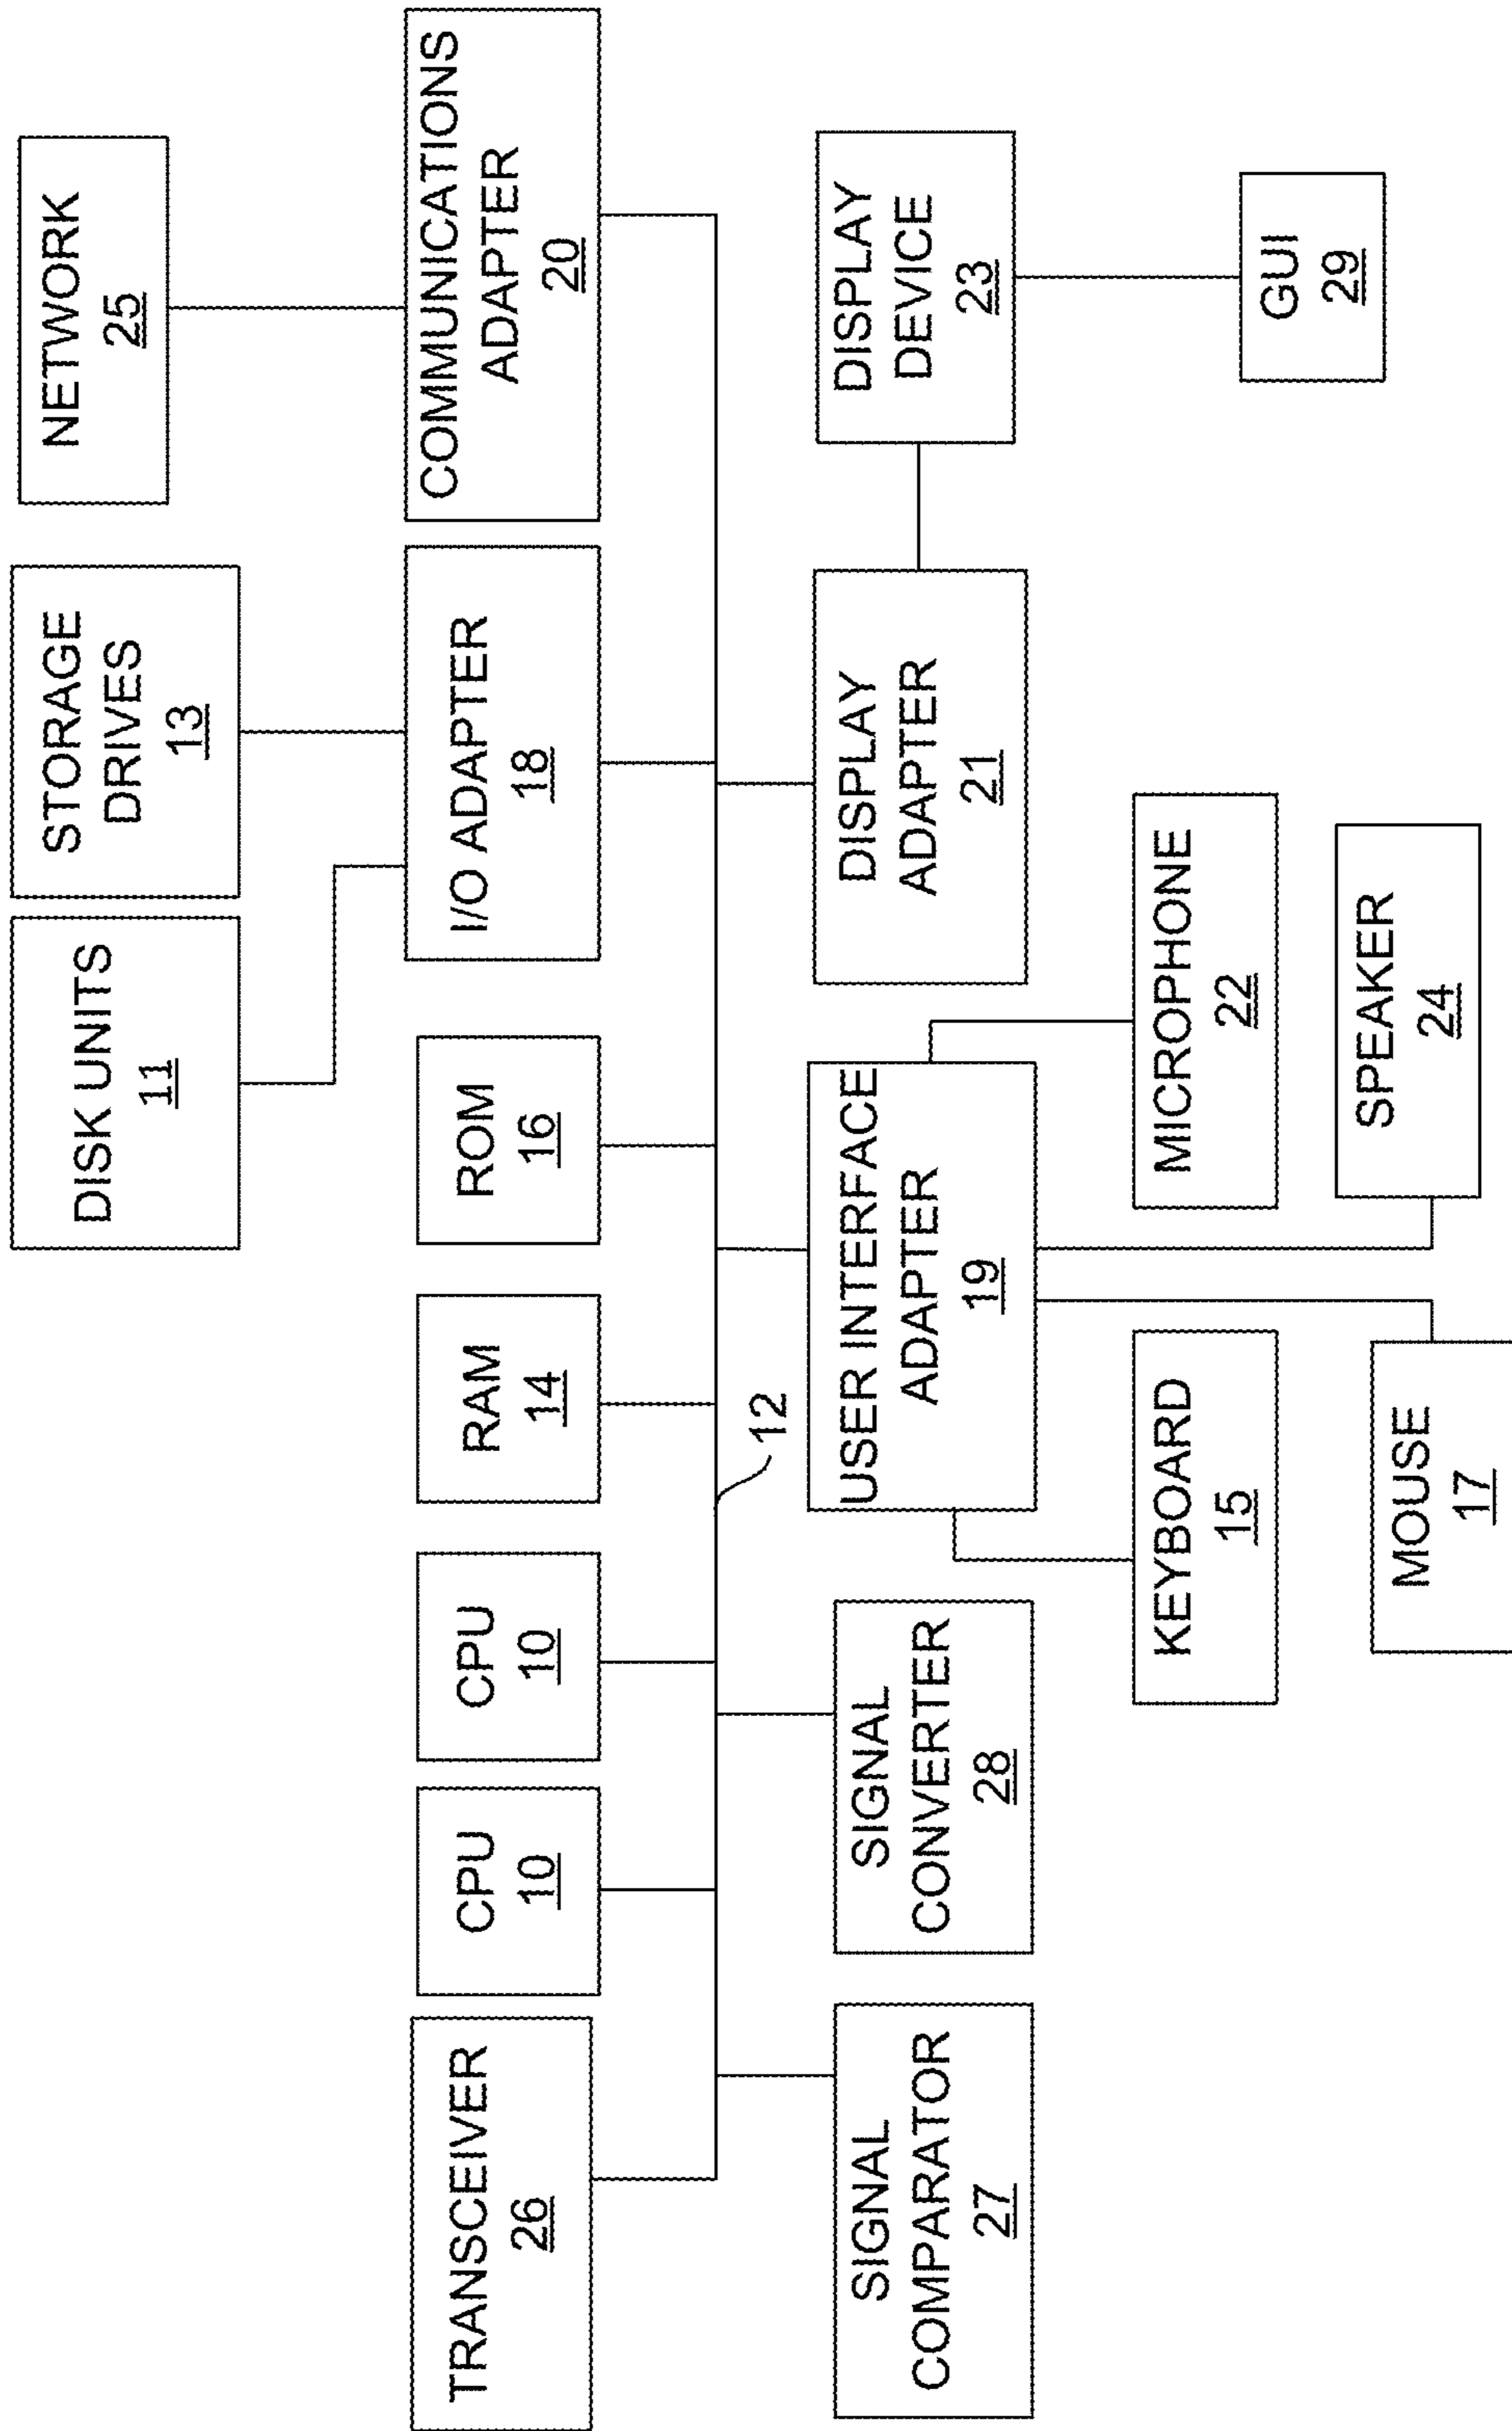 DISK UNITS
11
STORAGE
DRIVES
13
NETWORK
25
TRANSCEIVER
26
CPU
10
CPU
10
RAM
14
ROM
16
I/O ADAPTER
18
COMMUNICATIONS
ADAPTER
20
12
SIGNAL
COMPARATOR
27
SIGNAL
CONVERTER
28
USER INTERFACE
ADAPTER
19
DISPLAY
ADAPTER
21
DISPLAY
DEVICE
23
KEYBOARD
15
MICROPHONE
22
GUI
29
MOUSE
17
SPEAKER
24